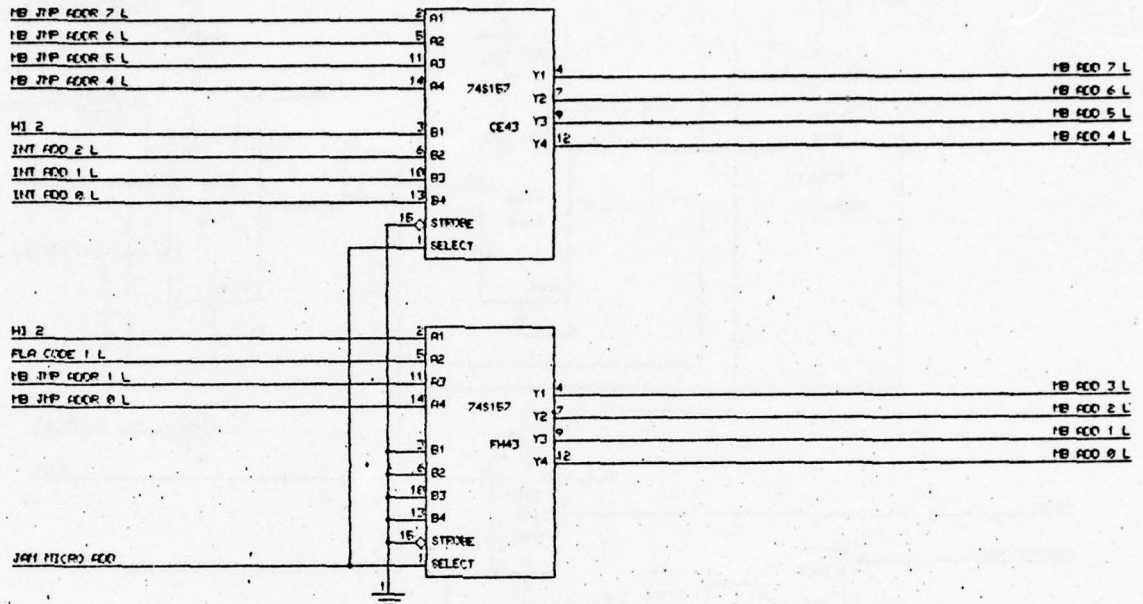 MB JMP ADDR 7 L 2 A1
MB JMP ADDR 6 L 5 A2
MB JMP ADDR 5 L 11 A3
MB JMP ADDR 4 L 14 A4
HI 2 3 B1
INT ADD 2 L 6 B2
INT ADD 1 L 10 B3
INT ADD 0 L 13 B4
15 STROBE
1 SELECT
74S157
CE43
Y1 4 MB ADD 7 L
Y2 7 MB ADD 6 L
Y3 9 MB ADD 5 L
Y4 12 MB ADD 4 L
HI 2 2 A1
PLA CODE 1 L 5 A2
MB JMP ADDR 1 L 11 A3
MB JMP ADDR 0 L 14 A4
3 B1
6 B2
10 B3
13 B4
15 STROBE
JAM MICRO ADD 1 SELECT
74S157
FH43
Y1 4 MB ADD 3 L
Y2 7 MB ADD 2 L
Y3 9 MB ADD 1 L
Y4 12 MB ADD 0 L
1